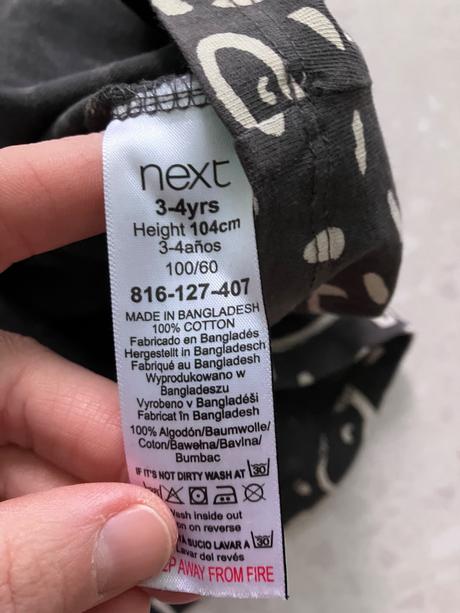 next
3-4yrs
Height 104cm
3-4años
100/60
816-127-407
MADE IN BANGLADESH
100% COTTON
Fabricado en Bangladés
Hergestellt in Bangladesch
Fabriqué au Bangladesh
Wyprodukowano w
Bangladeszu
Vyrobeno v Bangladéši
Fabricat în Bangladesh
100% Algodón/Baumwolle/
Coton/Bawełna/Bavlna/
Bumbac
IF IT'S NOT DIRTY WASH AT 30
inside out
on reverse
SUCIO LAVAR A 30
Lavar del revés
AWAY FROM FIRE